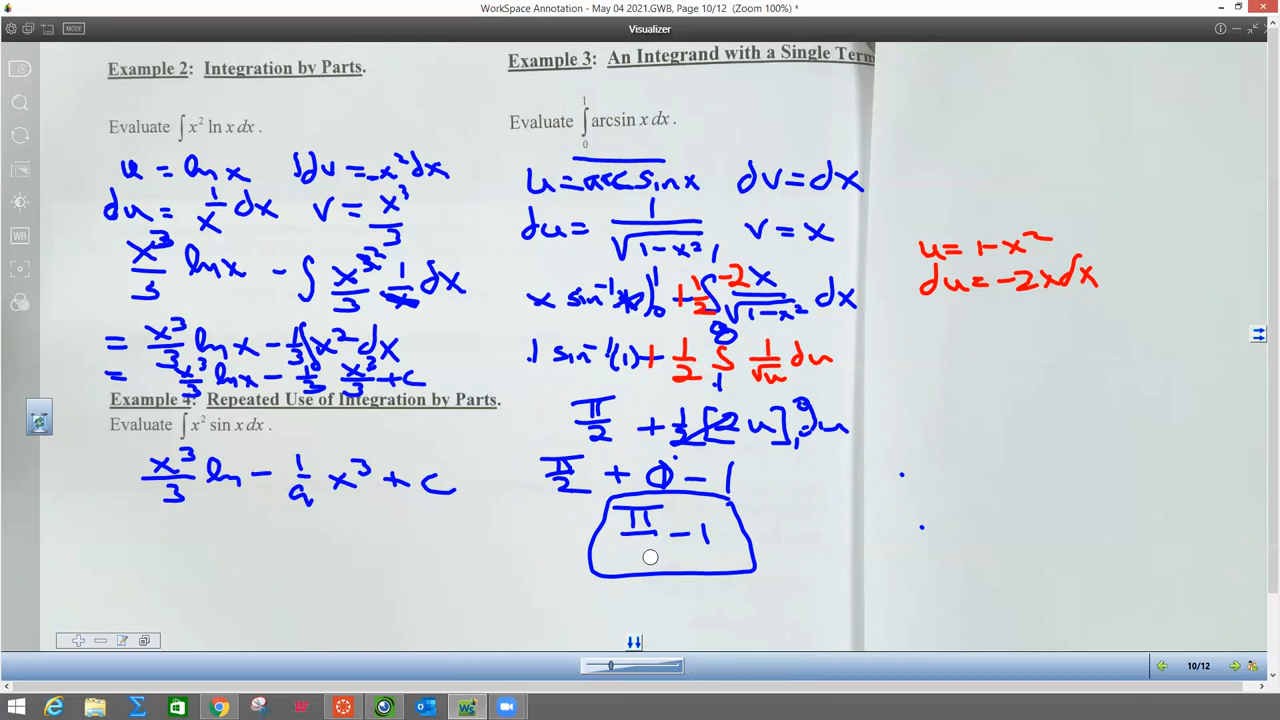 WorkSpace Annotation - May 04 2021.GWB, Page 10/12 (Zoom 100%) *
Visualizer
MODE
WB
Example 2: Integration by Parts.
Evaluate ∫ x² ln x dx .
u = ln x ∫dv = x² dx
du = 1/x dx v = x³/3
x³/3 ln x - ∫ x³/3 · 1/x dx
= x³/3 ln x - 1/3 ∫ x² dx
= x³/3 ln x - 1/3 x³/3 + c
Example 4: Repeated Use of Integration by Parts.
Evaluate ∫ x² sin x dx .
x³/3 ln - 1/9 x³ + c
Example 3: An Integrand with a Single Term
Evaluate ∫₀¹ arcsin x dx .
u = arc sin x dv = dx
du = 1/√(1-x²) v = x
x sin⁻¹(x)]₀¹ + 1/2 ∫₀¹ -2x/√(1-x²) dx
1 sin⁻¹(1) + 1/2 ∫₁⁰ 1/√u du
π/2 + 1/2 [2 u]₁⁰ du
π/2 + 0 - 1
π - 1
u = 1-x²
du = -2x dx
10/12